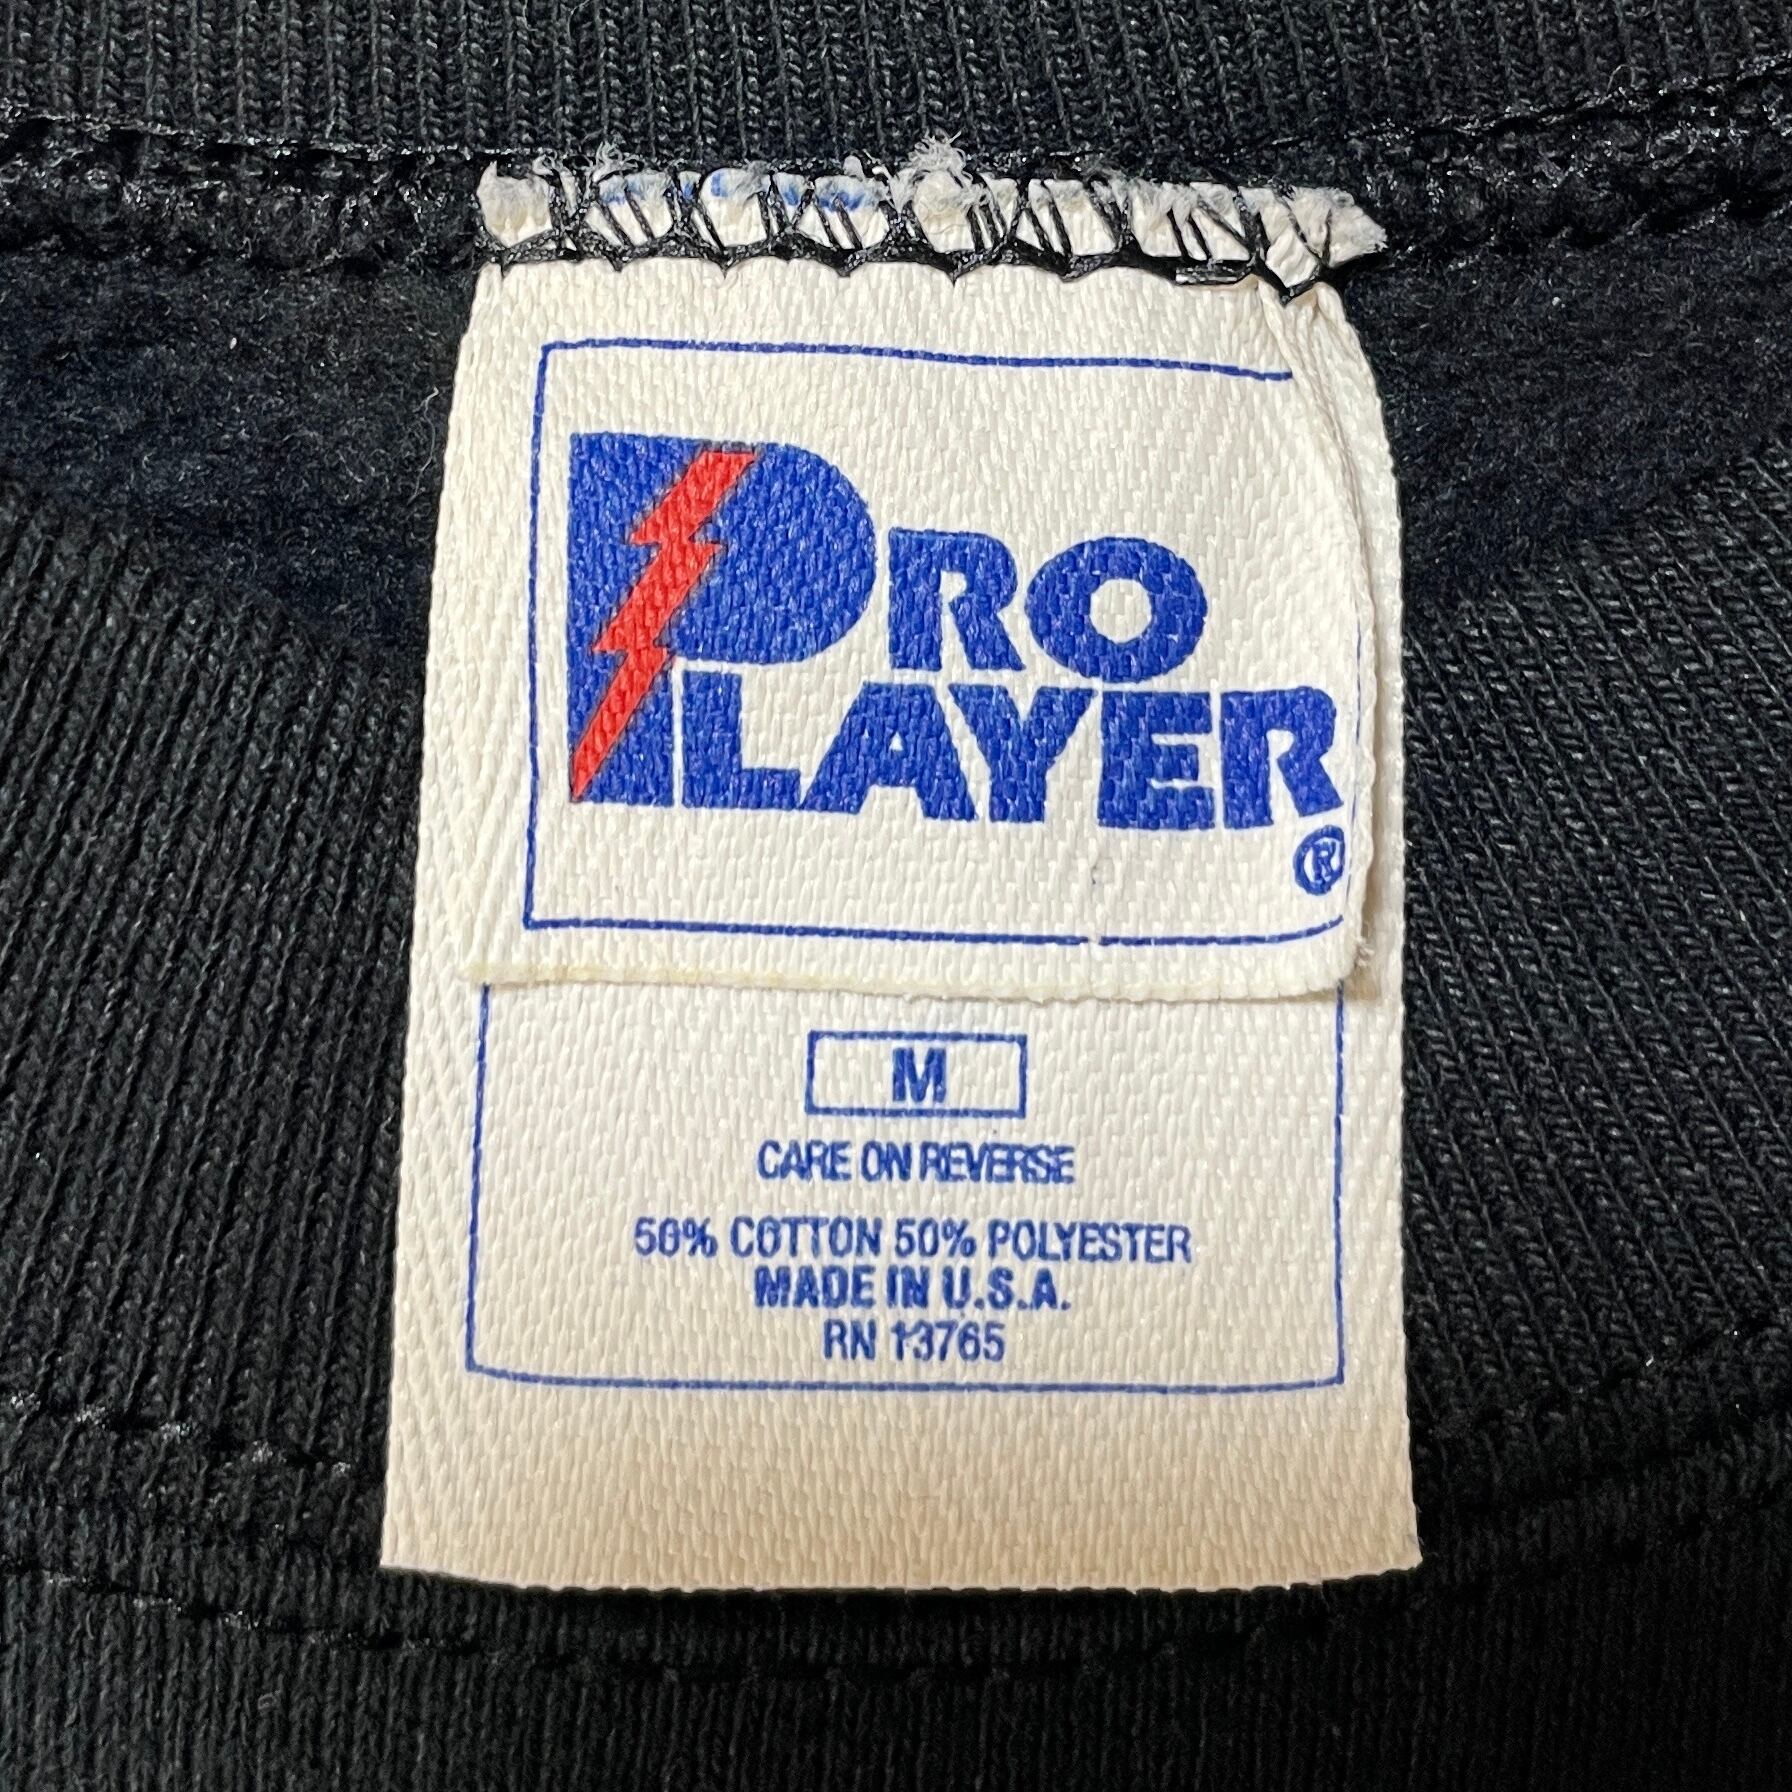 PRO
PLAYER
®
M
CARE ON REVERSE
50% COTTON 50% POLYESTER
MADE IN U.S.A.
RN 13765